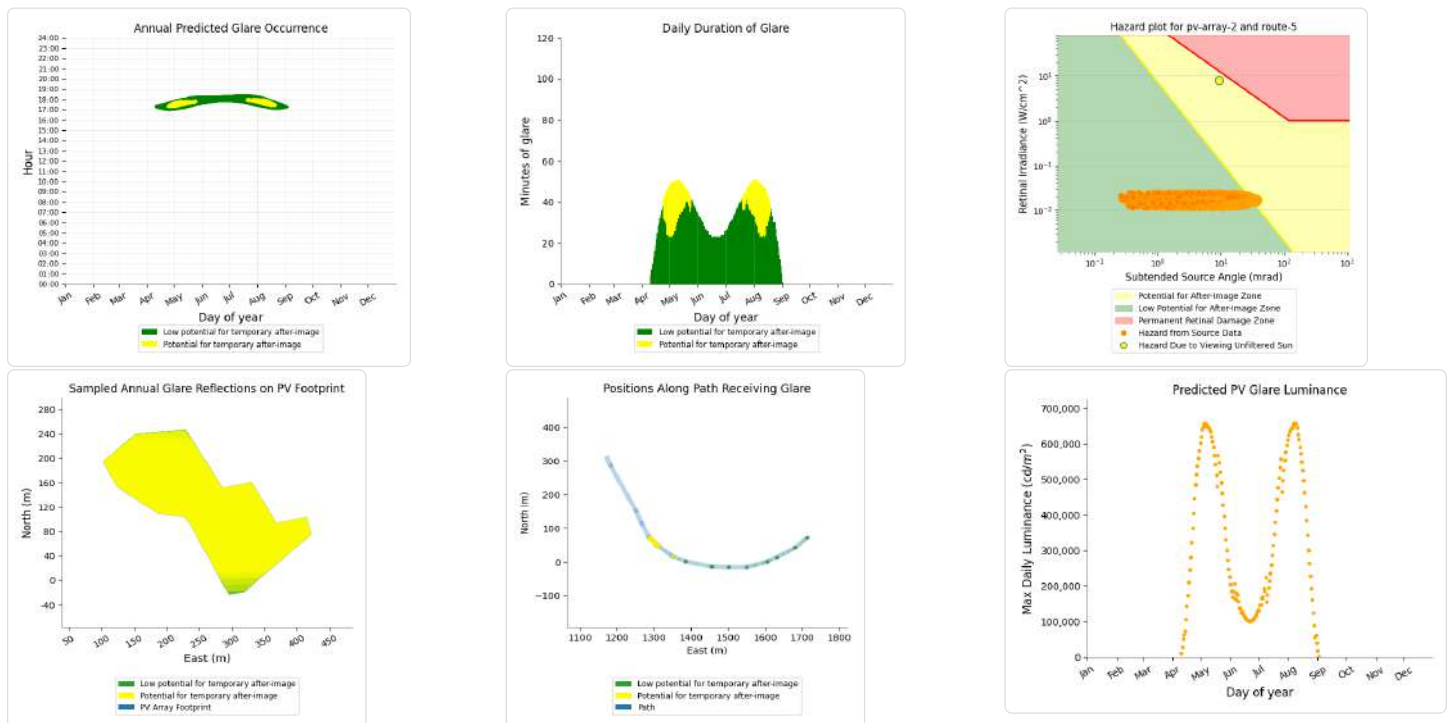 Annual Predicted Glare Occurrence
24:00
23:00
22:00
21:00
20:00
19:00
18:00
17:00
16:00
15:00
14:00
13:00
12:00
11:00
10:00
09:00
08:00
07:00
06:00
05:00
04:00
03:00
02:00
01:00
00:00
Hour
Jan Feb Mar Apr May Jun Jul Aug Sep Oct Nov Dec
Day of year
Low potential for temporary after-image
Potential for temporary after-image
Daily Duration of Glare
120
100
80
60
40
20
0
Minutes of glare
Jan Feb Mar Apr May Jun Jul Aug Sep Oct Nov Dec
Day of year
Low potential for temporary after-image
Potential for temporary after-image
Hazard plot for pv-array-2 and route-5
10¹
10⁰
10⁻¹
10⁻²
Retinal Irradiance (W/cm^2)
10⁻¹ 10⁰ 10¹ 10² 10³
Subtended Source Angle (mrad)
Potential for After-Image Zone
Low Potential for After-Image Zone
Permanent Retinal Damage Zone
Hazard from Source Data
Hazard Due to Viewing Unfiltered Sun
Sampled Annual Glare Reflections on PV Footprint
280
240
200
160
120
80
40
0
-40
North (m)
50 100 150 200 250 300 350 400 450
East (m)
Low potential for temporary after-image
Potential for temporary after-image
PV Array Footprint
Positions Along Path Receiving Glare
400
300
200
100
0
-100
North (m)
1100 1200 1300 1400 1500 1600 1700 1800
East (m)
Low potential for temporary after-image
Potential for temporary after-image
Path
Predicted PV Glare Luminance
700,000
600,000
500,000
400,000
300,000
200,000
100,000
0
Max Daily Luminance (cd/m²)
Jan Feb Mar Apr May Jun Jul Aug Sep Oct Nov Dec
Day of year